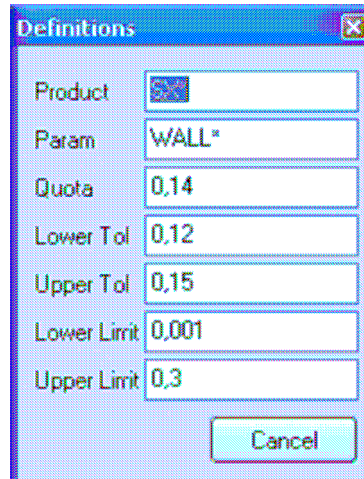 Definitions
Product
Param WALL*
Quota 0,14
Lower Tol 0,12
Upper Tol 0,15
Lower Limit 0,001
Upper Limit 0,3
Cancel